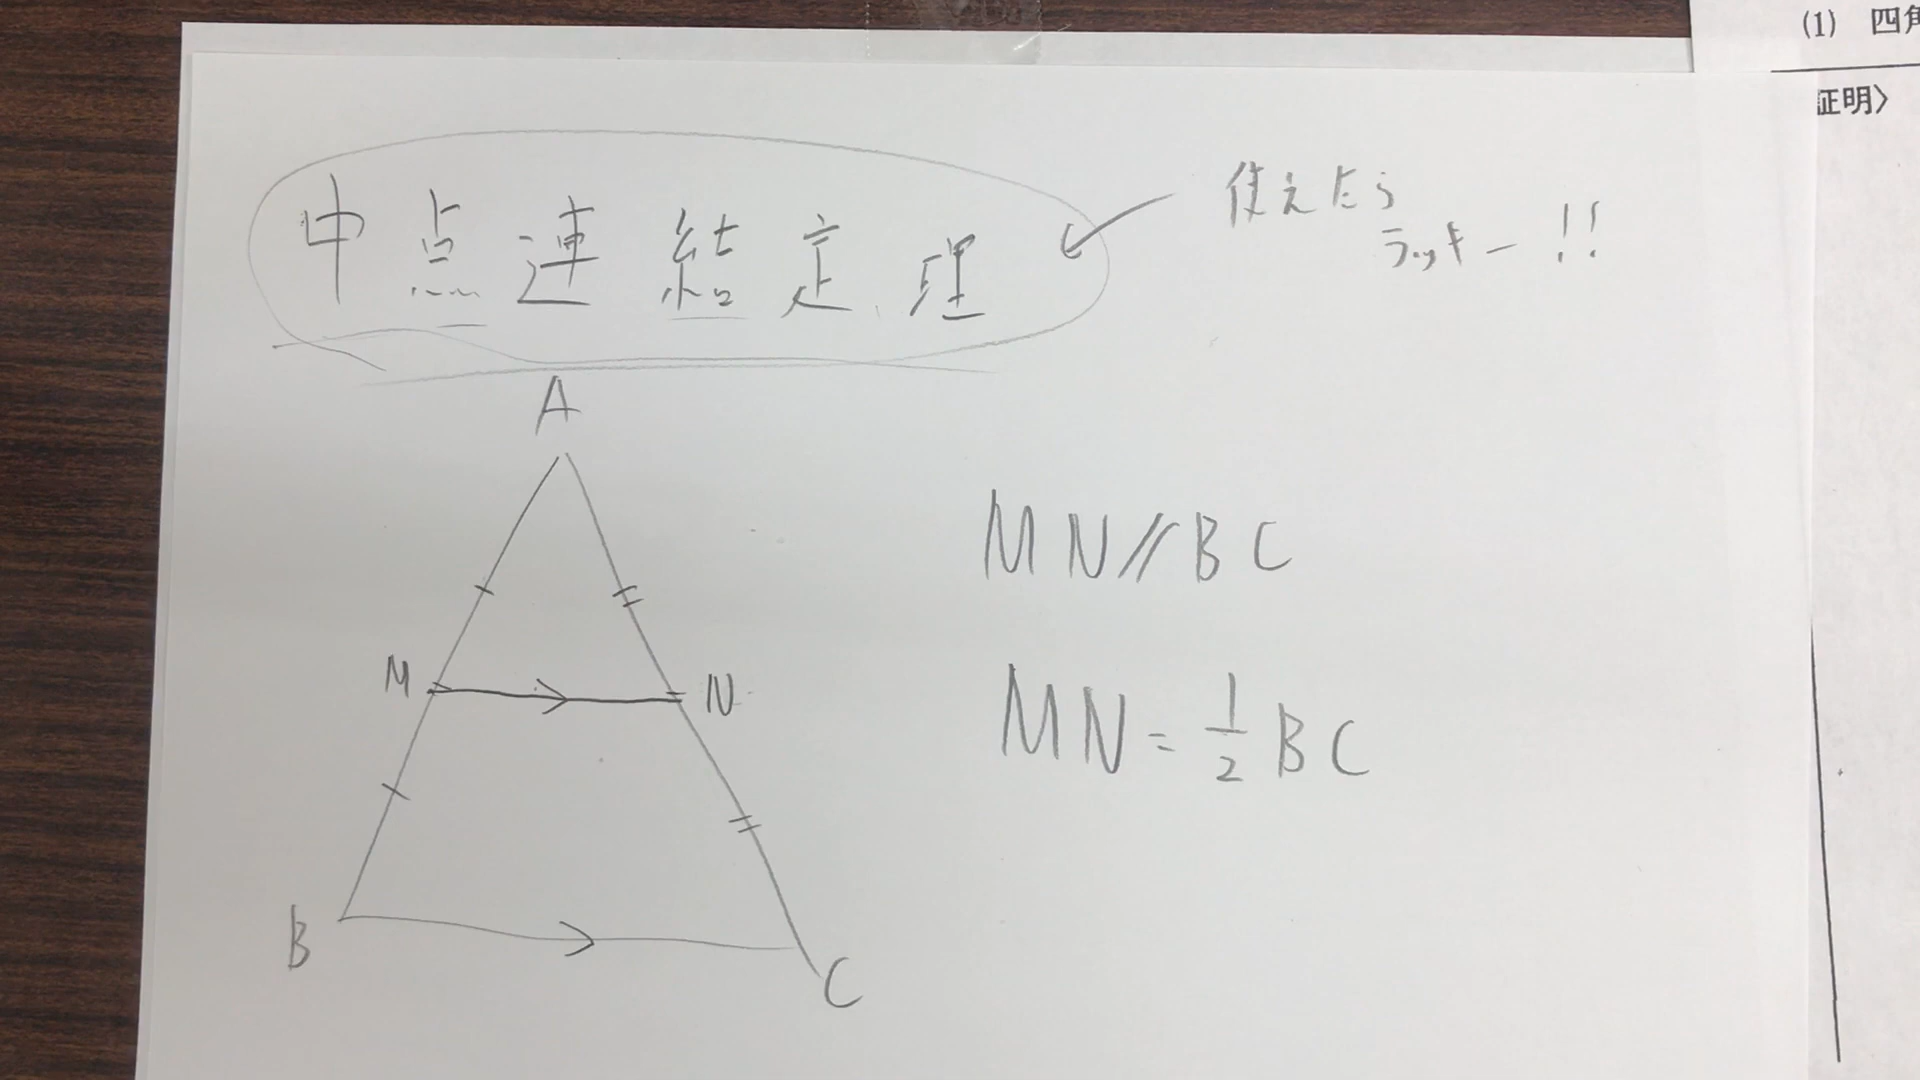 (1) 四角
証明〉
中点連結定理
使えたら
ラッキー!!
A
M
N
B
C
MN//BC
MN=1/2BC